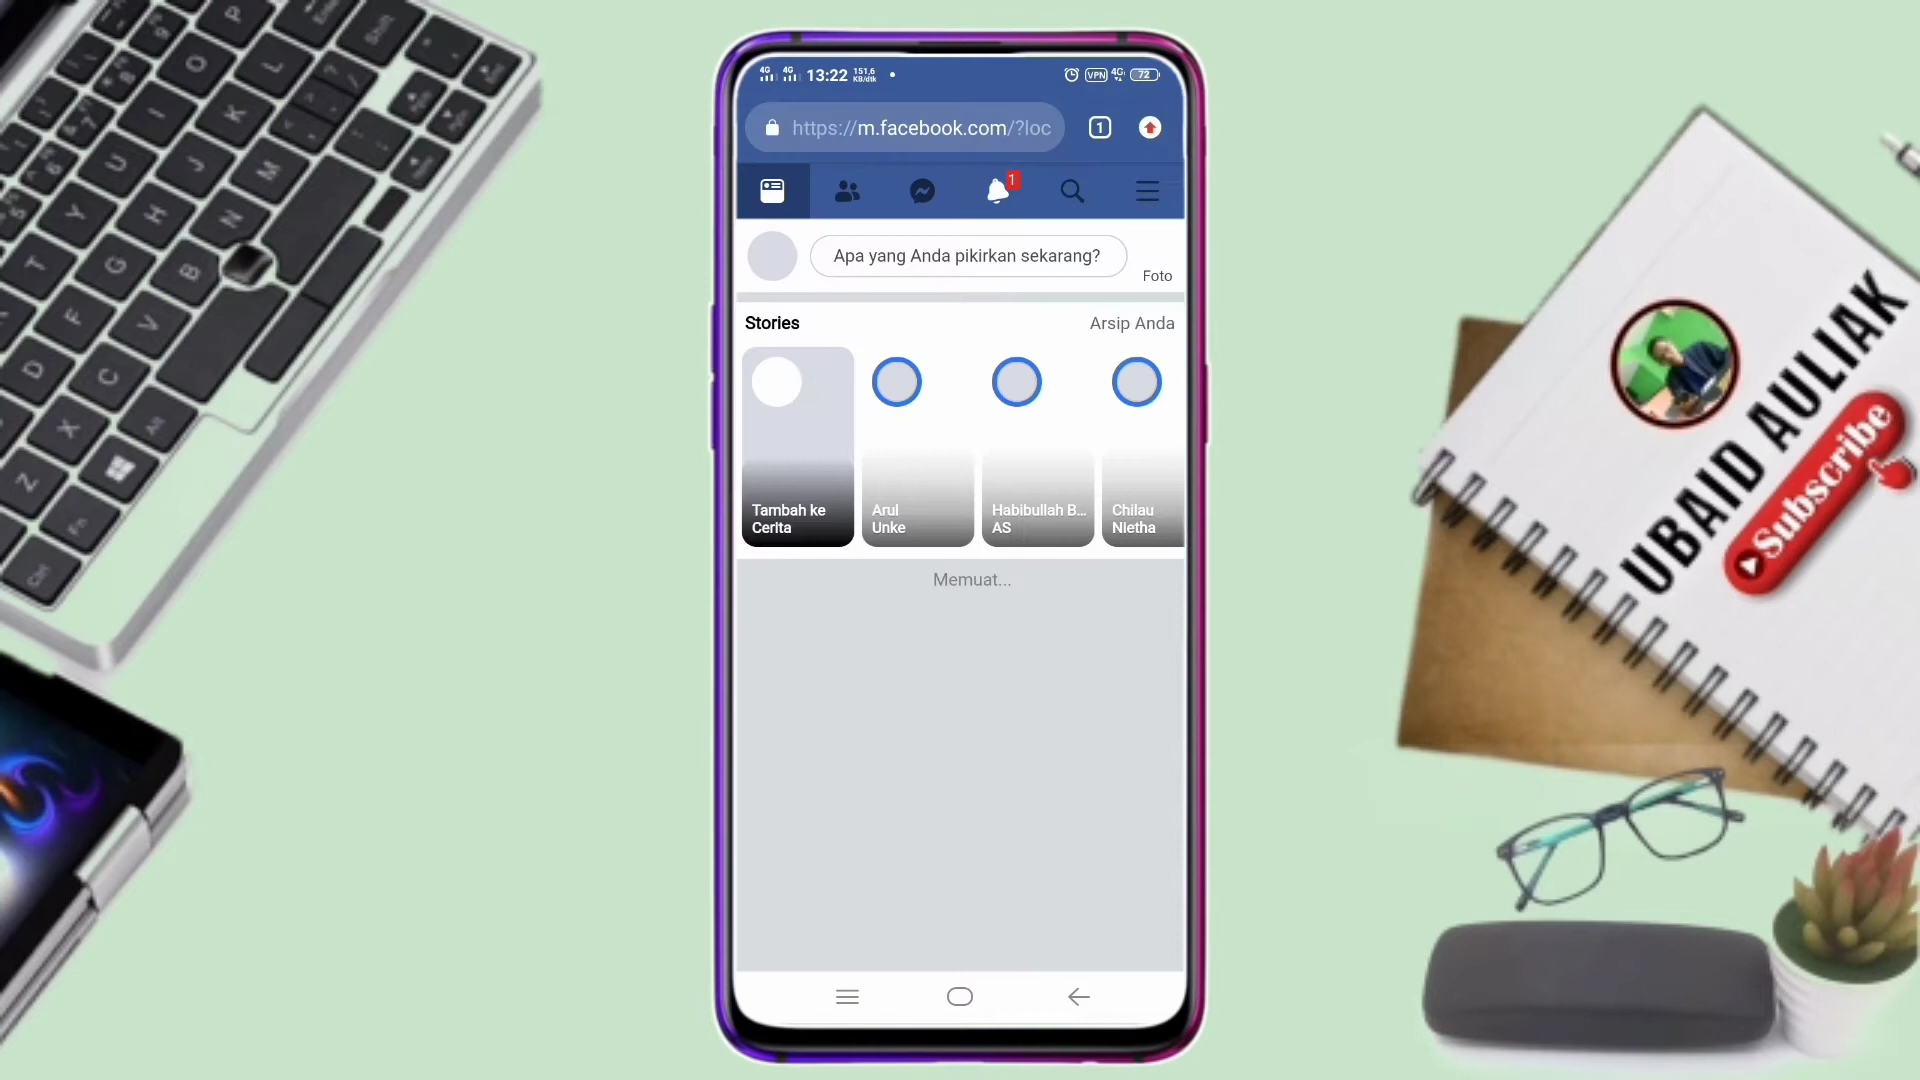 4G 4G 13:22 151,6 KB/dtk
VPN 4G 72
https://m.facebook.com/?loc
1
1
Apa yang Anda pikirkan sekarang?
Foto
Stories
Arsip Anda
Tambah ke
Cerita
Arul
Unke
Habibullah B...
AS
Chilau
Nletha
Memuat...
UBAID AULIAK
Subscribe